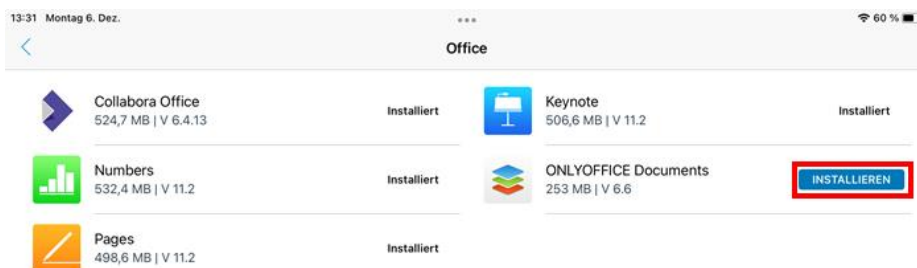 13:31 Montag 6. Dez.
60 %
Office
Collabora Office
524,7 MB | V 6.4.13
Installiert
Keynote
506,6 MB | V 11.2
Installiert
Numbers
532,4 MB | V 11.2
Installiert
ONLYOFFICE Documents
253 MB | V 6.6
INSTALLIEREN
Pages
498,6 MB | V 11.2
Installiert